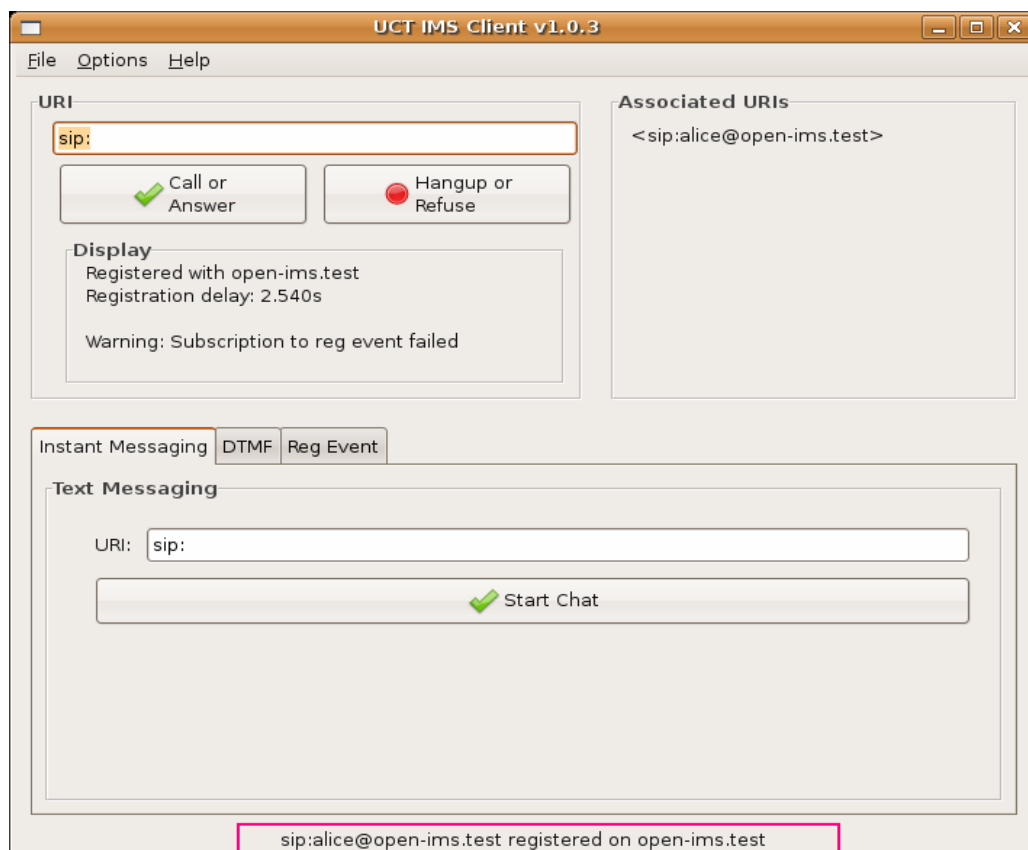 UCT IMS Client v1.0.3
File Options Help
URI
sip:
Call or
Answer
Hangup or
Refuse
Display
Registered with open-ims.test
Registration delay: 2.540s
Warning: Subscription to reg event failed
Associated URIs
<sip:alice@open-ims.test>
Instant Messaging DTMF Reg Event
Text Messaging
URI: sip:
Start Chat
sip:alice@open-ims.test registered on open-ims.test